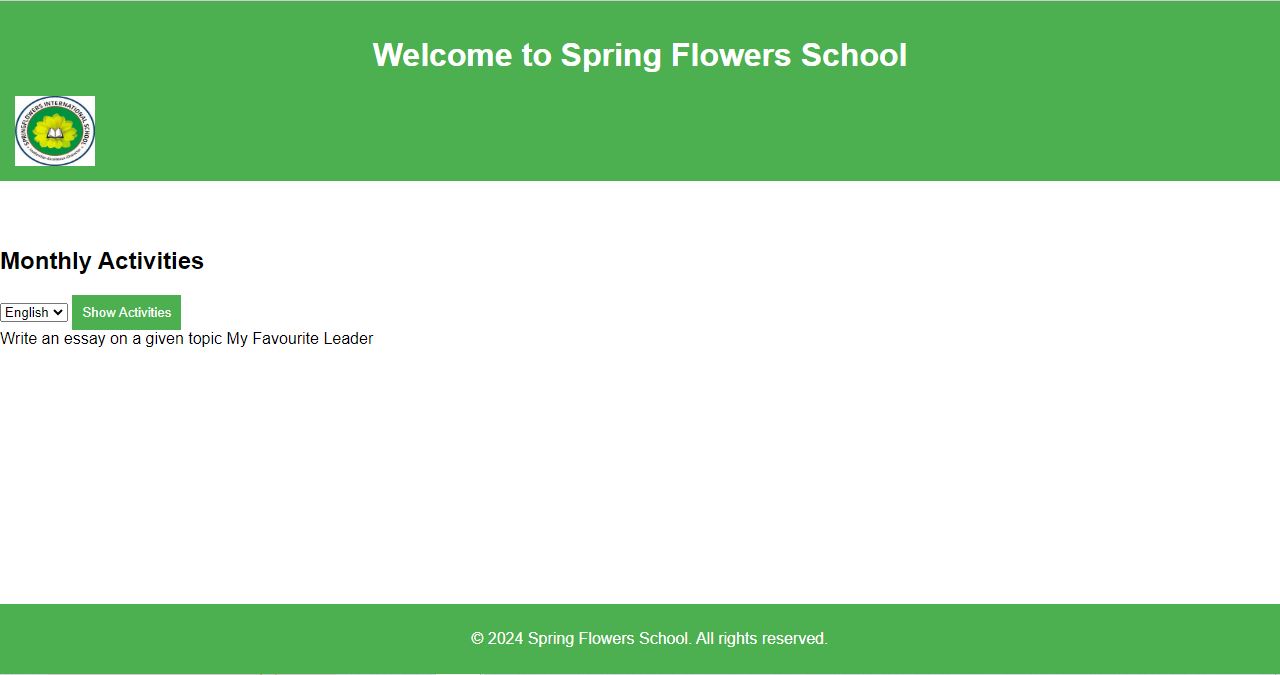 Welcome to Spring Flowers School
SPRINGFLOWERS INTERNATIONAL SCHOOL
Monthly Activities
English
Show Activities
Write an essay on a given topic My Favourite Leader
© 2024 Spring Flowers School. All rights reserved.